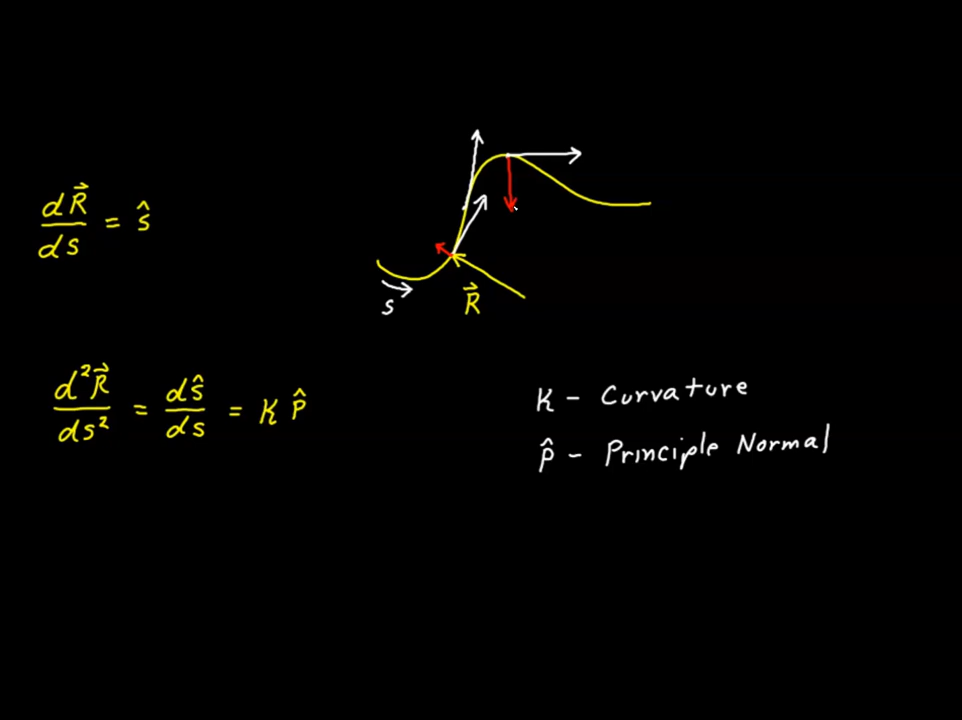 dR⃗/ds = ŝ
s
R⃗
d²R⃗/ds² = dŝ/ds = K p̂
K - Curvature
p̂ - Principle Normal